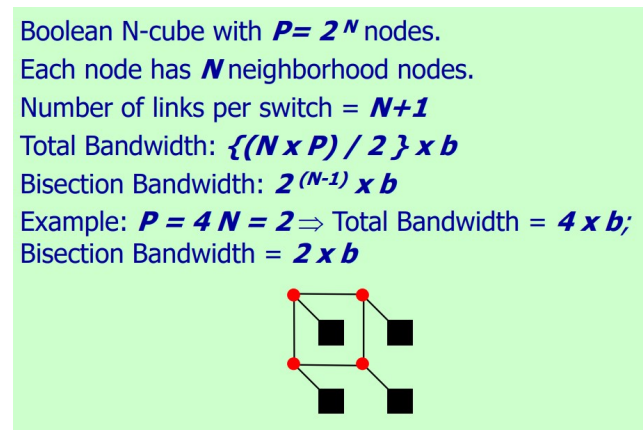 Boolean N-cube with P= 2 ᴺ nodes.
Each node has N neighborhood nodes.
Number of links per switch = N+1
Total Bandwidth: {(N x P) / 2 } x b
Bisection Bandwidth: 2 ⁽ᴺ⁻¹⁾ x b
Example: P = 4 N = 2 ⇒ Total Bandwidth = 4 x b;
Bisection Bandwidth = 2 x b